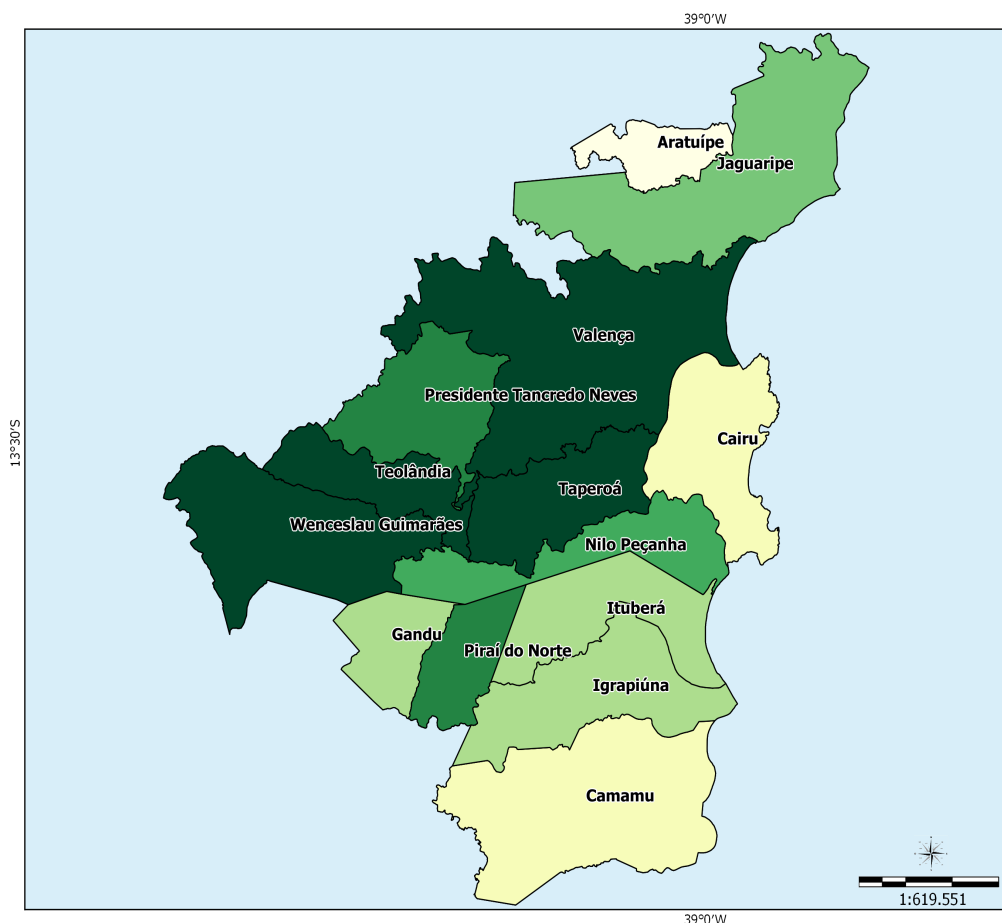 39°0'W
Aratuípe
Jaguaripe
Valença
Presidente Tancredo Neves
13°30'S
Cairu
Teolândia
Taperoá
Wenceslau Guimarães
Nilo Peçanha
Ituberá
Gandu
Piraí do Norte
Igrapiúna
Camamu
1:619.551
39°0'W